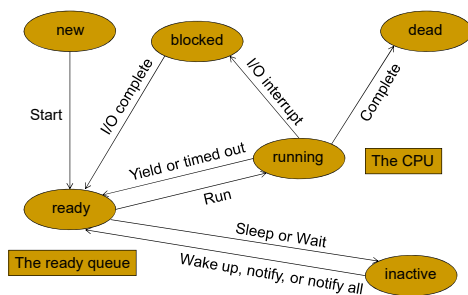 new
blocked
dead
Start
I/O complete
I/O interrupt
Complete
Yield or timed out
running
The CPU
Run
ready
Sleep or Wait
The ready queue
Wake up, notify, or notify all
inactive